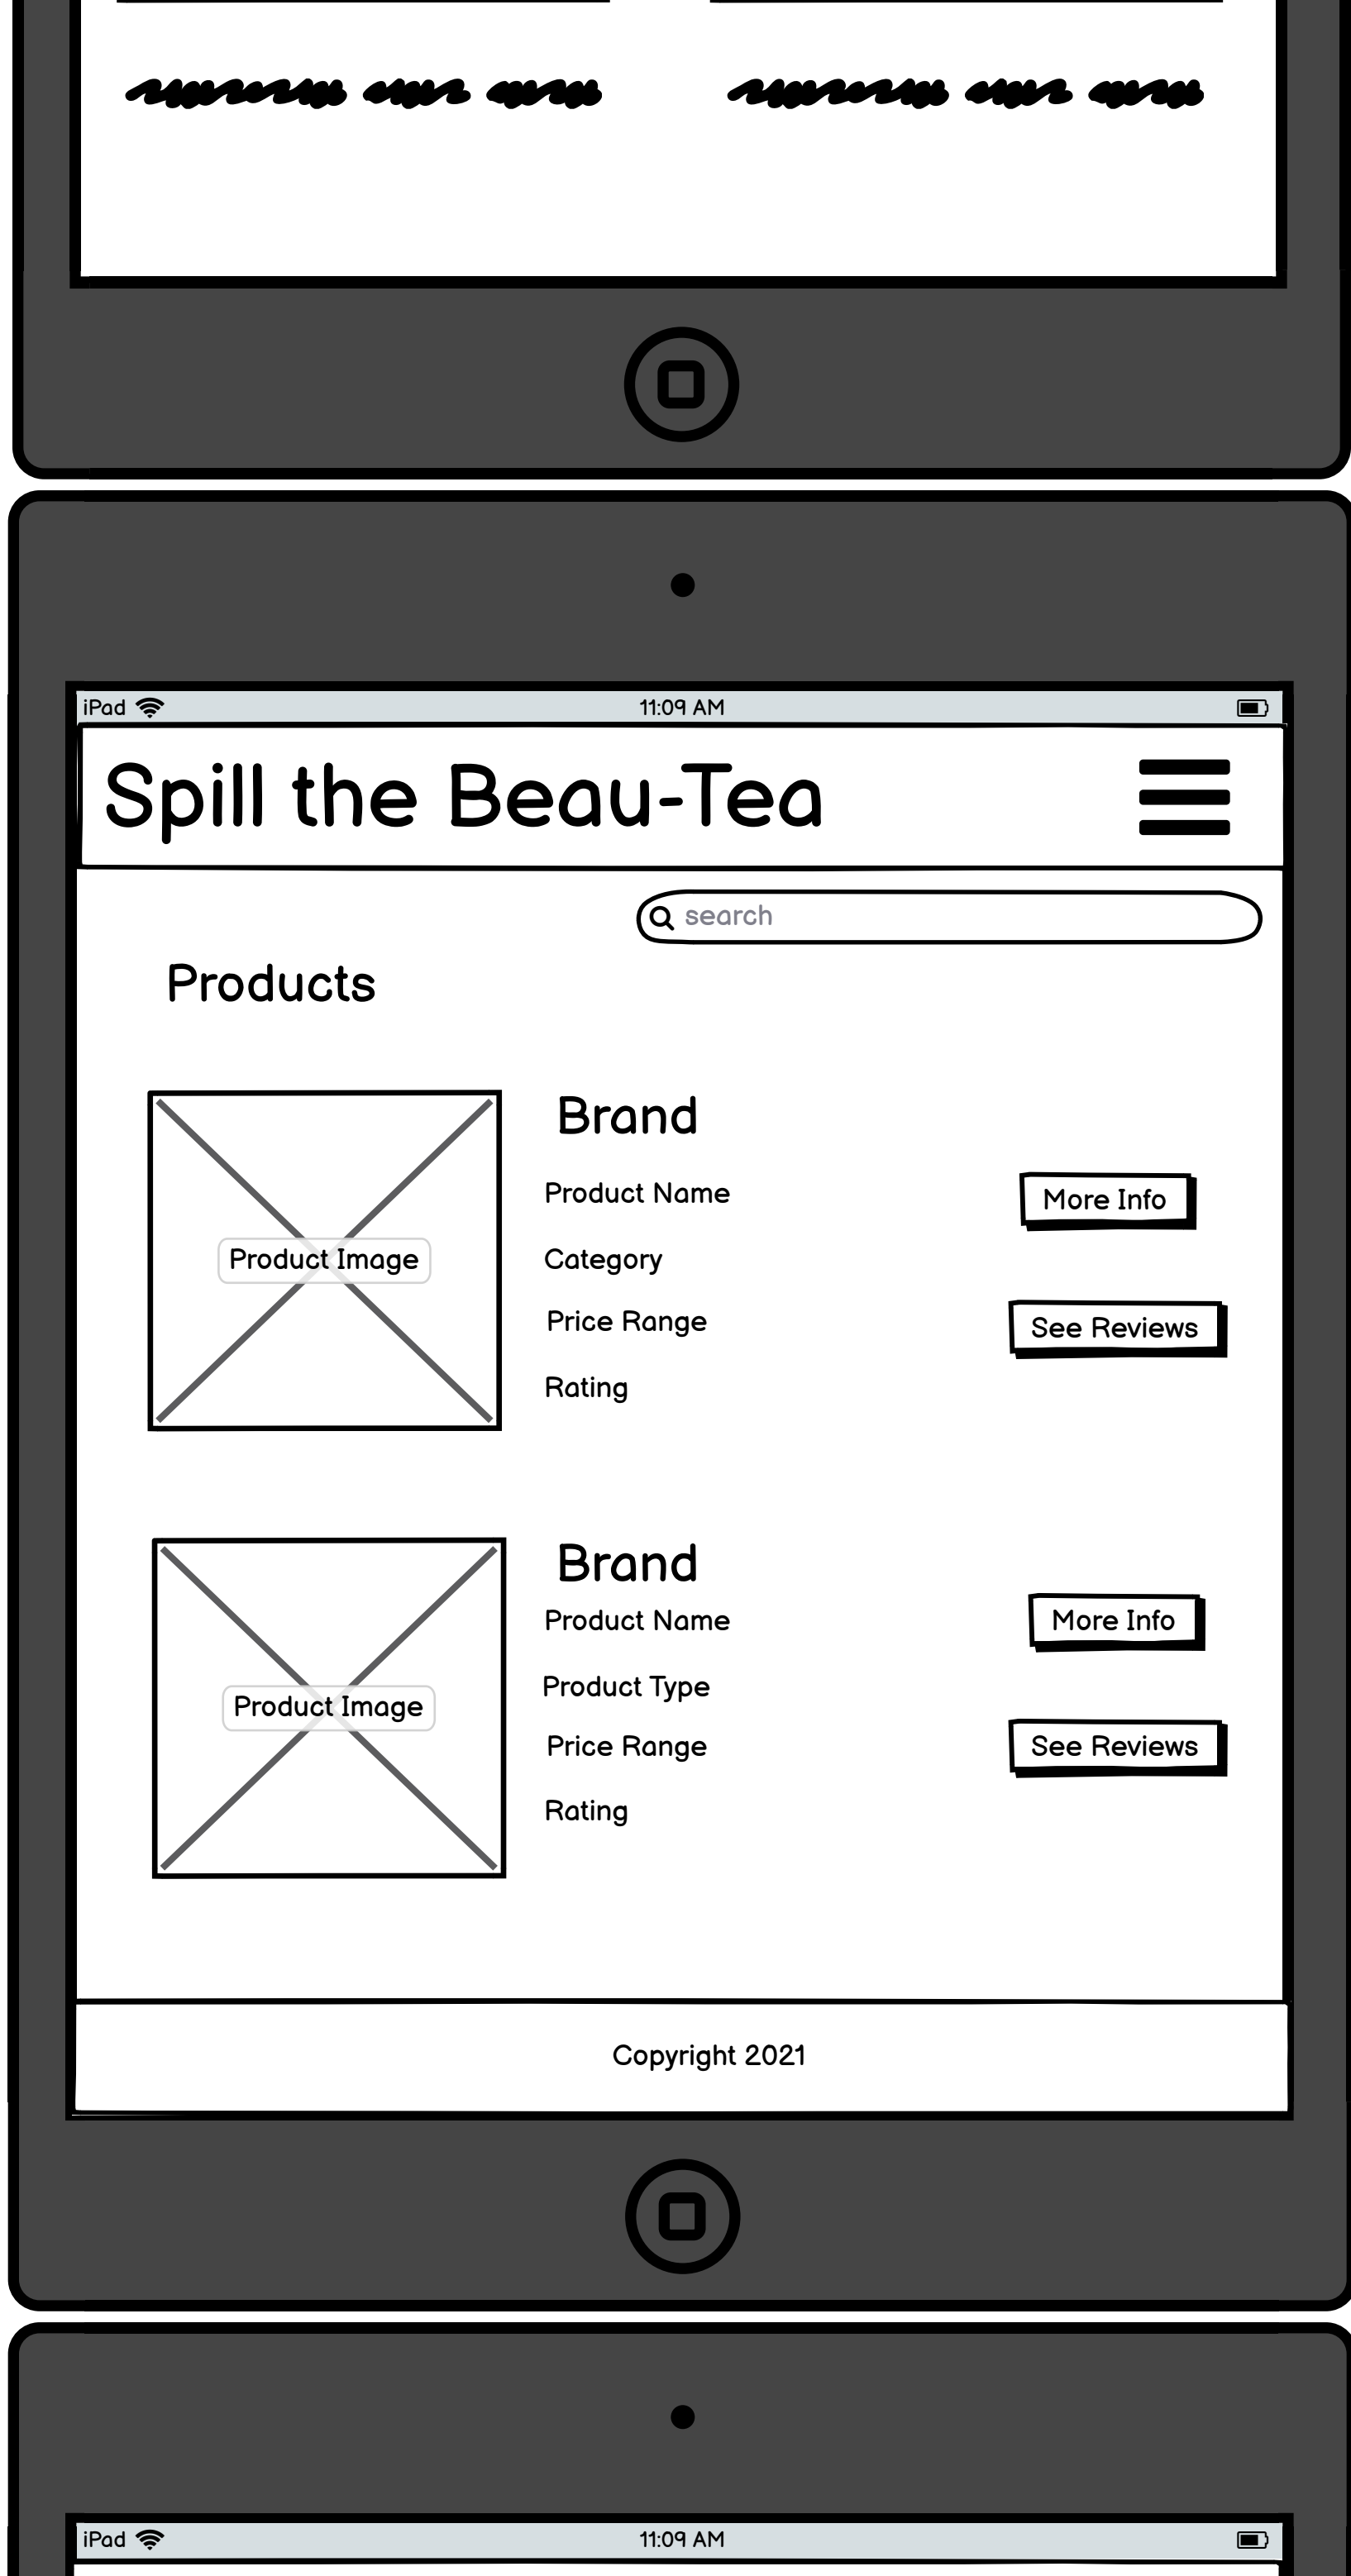 iPad 11:09 AM
Spill the Beau-Tea
search
Products
Product Image
Brand
Product Name
Category
Price Range
Rating
More Info
See Reviews
Product Image
Brand
Product Name
Product Type
Price Range
Rating
More Info
See Reviews
Copyright 2021
iPad 11:09 AM